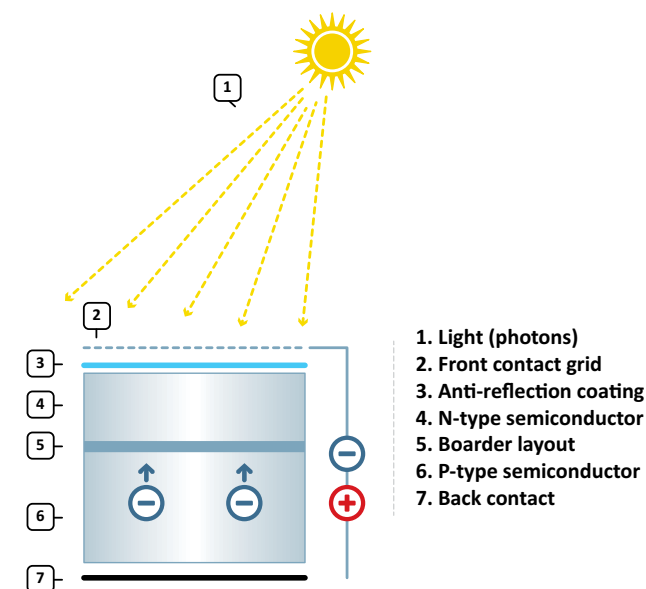 1
2
3
4
5
6
7
1. Light (photons)
2. Front contact grid
3. Anti-reflection coating
4. N-type semiconductor
5. Boarder layout
6. P-type semiconductor
7. Back contact